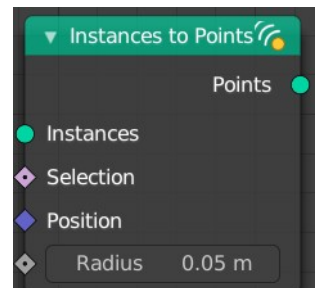 Instances to Points
Points
Instances
Selection
Position
Radius 0.05 m